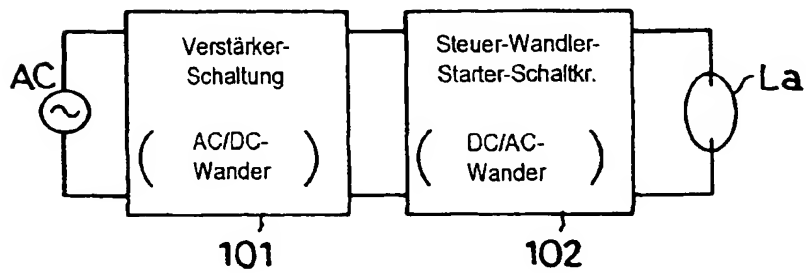 AC
Verstärker-
Schaltung
( AC/DC-
Wander )
101
Steuer-Wandler-
Starter-Schaltkr.
( DC/AC-
Wander )
102
La